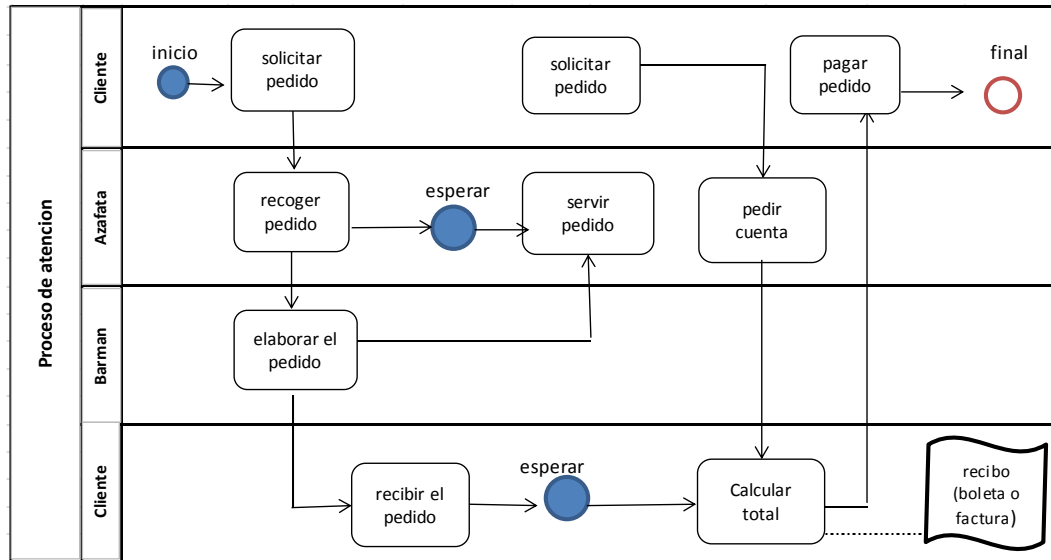 Proceso de atencion
Cliente
inicio
solicitar
pedido
solicitar
pedido
pagar
pedido
final
Azafata
recoger
pedido
esperar
servir
pedido
pedir
cuenta
Barman
elaborar el
pedido
Cliente
recibir el
pedido
esperar
Calcular
total
recibo
(boleta o
factura)